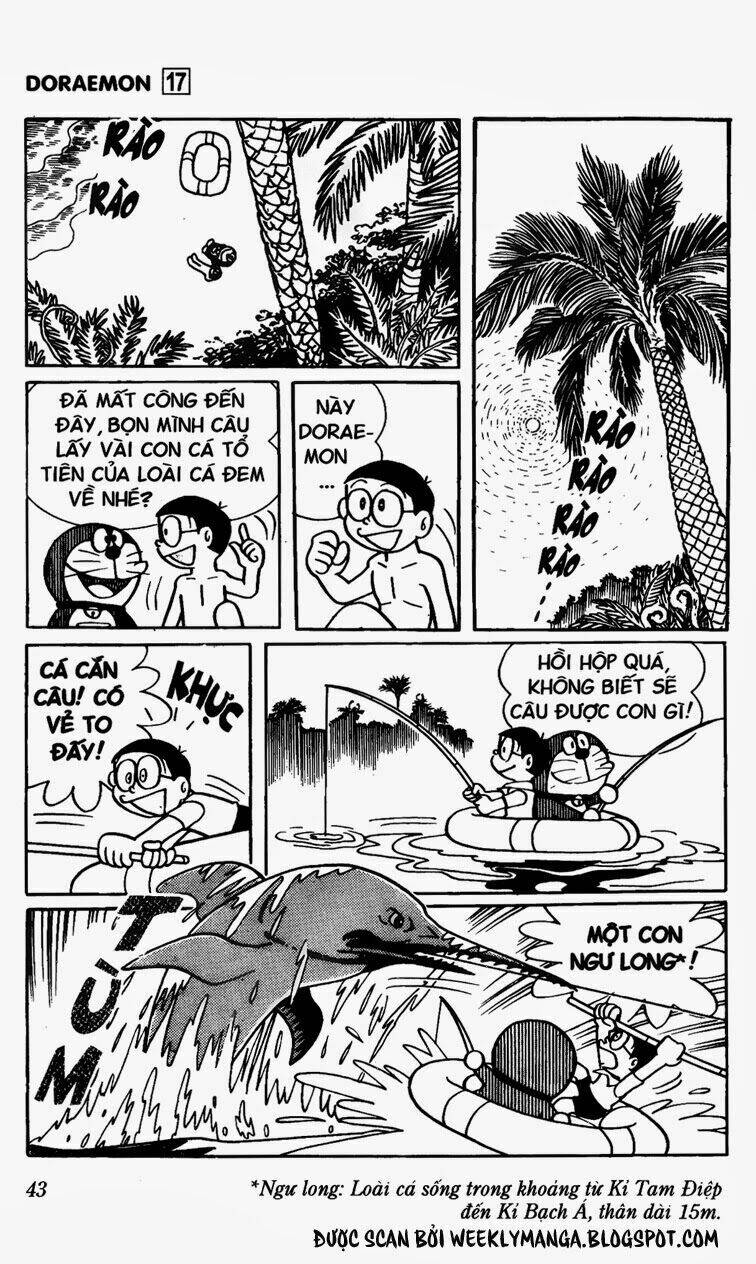 DORAEMON 17
RÀO
RÀO
RÀO
RÀO
RÀO
RÀO
NÀY
DORAE-
MON
...
ĐÃ MẤT CÔNG ĐẾN
ĐÂY, BỌN MÌNH CÂU
LẤY VÀI CON CÁ TỔ
TIÊN CỦA LOÀI CÁ ĐEM
VỀ NHÉ?
HỒI HỘP QUÁ,
KHÔNG BIẾT SẼ
CÂU ĐƯỢC CON GÌ!
CÁ CẮN
CÂU! CÓ
VẺ TO
ĐẤY!
KHỰC
TÙM
MỘT CON
NGƯ LONG*!
43
*Ngư long: Loài cá sống trong khoảng từ Kỉ Tam Điệp
đến Kỉ Bạch Á, thân dài 15m.
ĐƯỢC SCAN BỞI WEEKLYMANGA.BLOGSPOT.COM